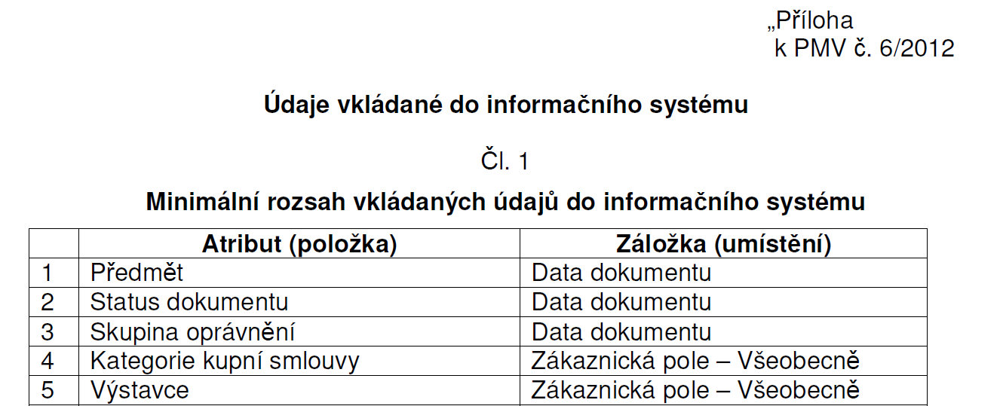 „Příloha
k PMV č. 6/2012
Údaje vkládané do informačního systému
Čl. 1
Minimální rozsah vkládaných údajů do informačního systému
Atribut (položka) Záložka (umístění)
1 Předmět Data dokumentu
2 Status dokumentu Data dokumentu
3 Skupina oprávnění Data dokumentu
4 Kategorie kupní smlouvy Zákaznická pole – Všeobecně
5 Výstavce Zákaznická pole – Všeobecně